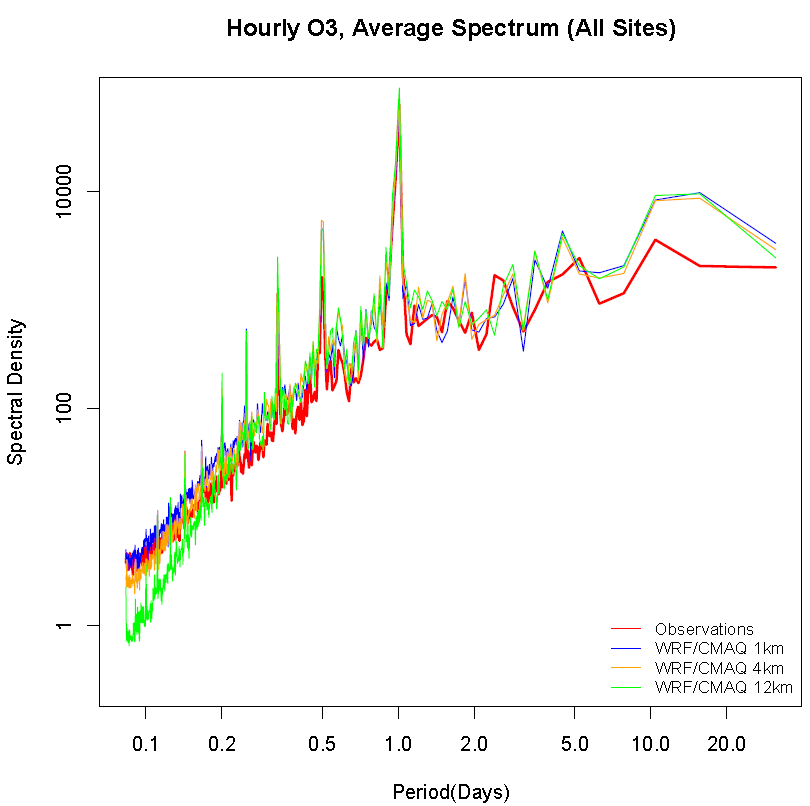 Hourly O3, Average Spectrum (All Sites)
Spectral Density
10000
100
1
Observations
WRF/CMAQ 1km
WRF/CMAQ 4km
WRF/CMAQ 12km
0.1 0.2 0.5 1.0 2.0 5.0 10.0 20.0
Period(Days)